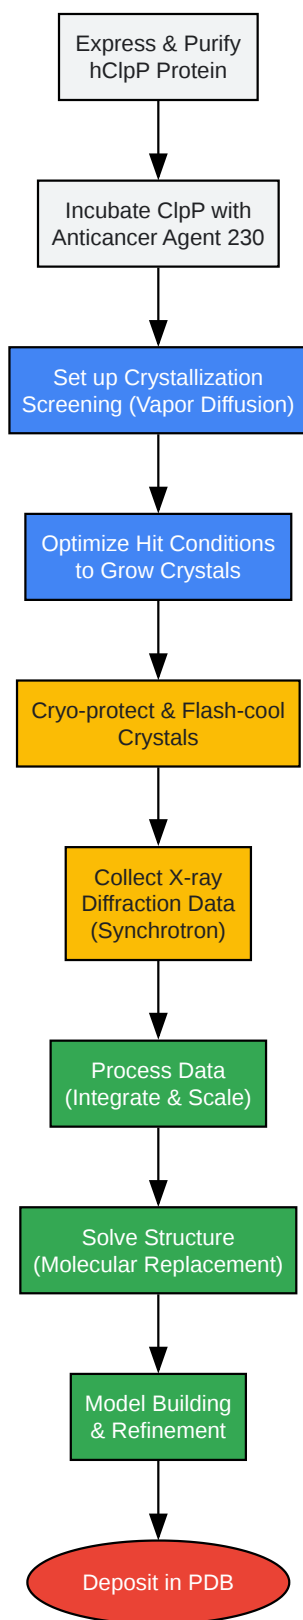 Express & Purify
hClpP Protein
Incubate ClpP with
Anticancer Agent 230
Set up Crystallization
Screening (Vapor Diffusion)
Optimize Hit Conditions
to Grow Crystals
Cryo-protect & Flash-cool
Crystals
Collect X-ray
Diffraction Data
(Synchrotron)
Process Data
(Integrate & Scale)
Solve Structure
(Molecular Replacement)
Model Building
& Refinement
Deposit in PDB